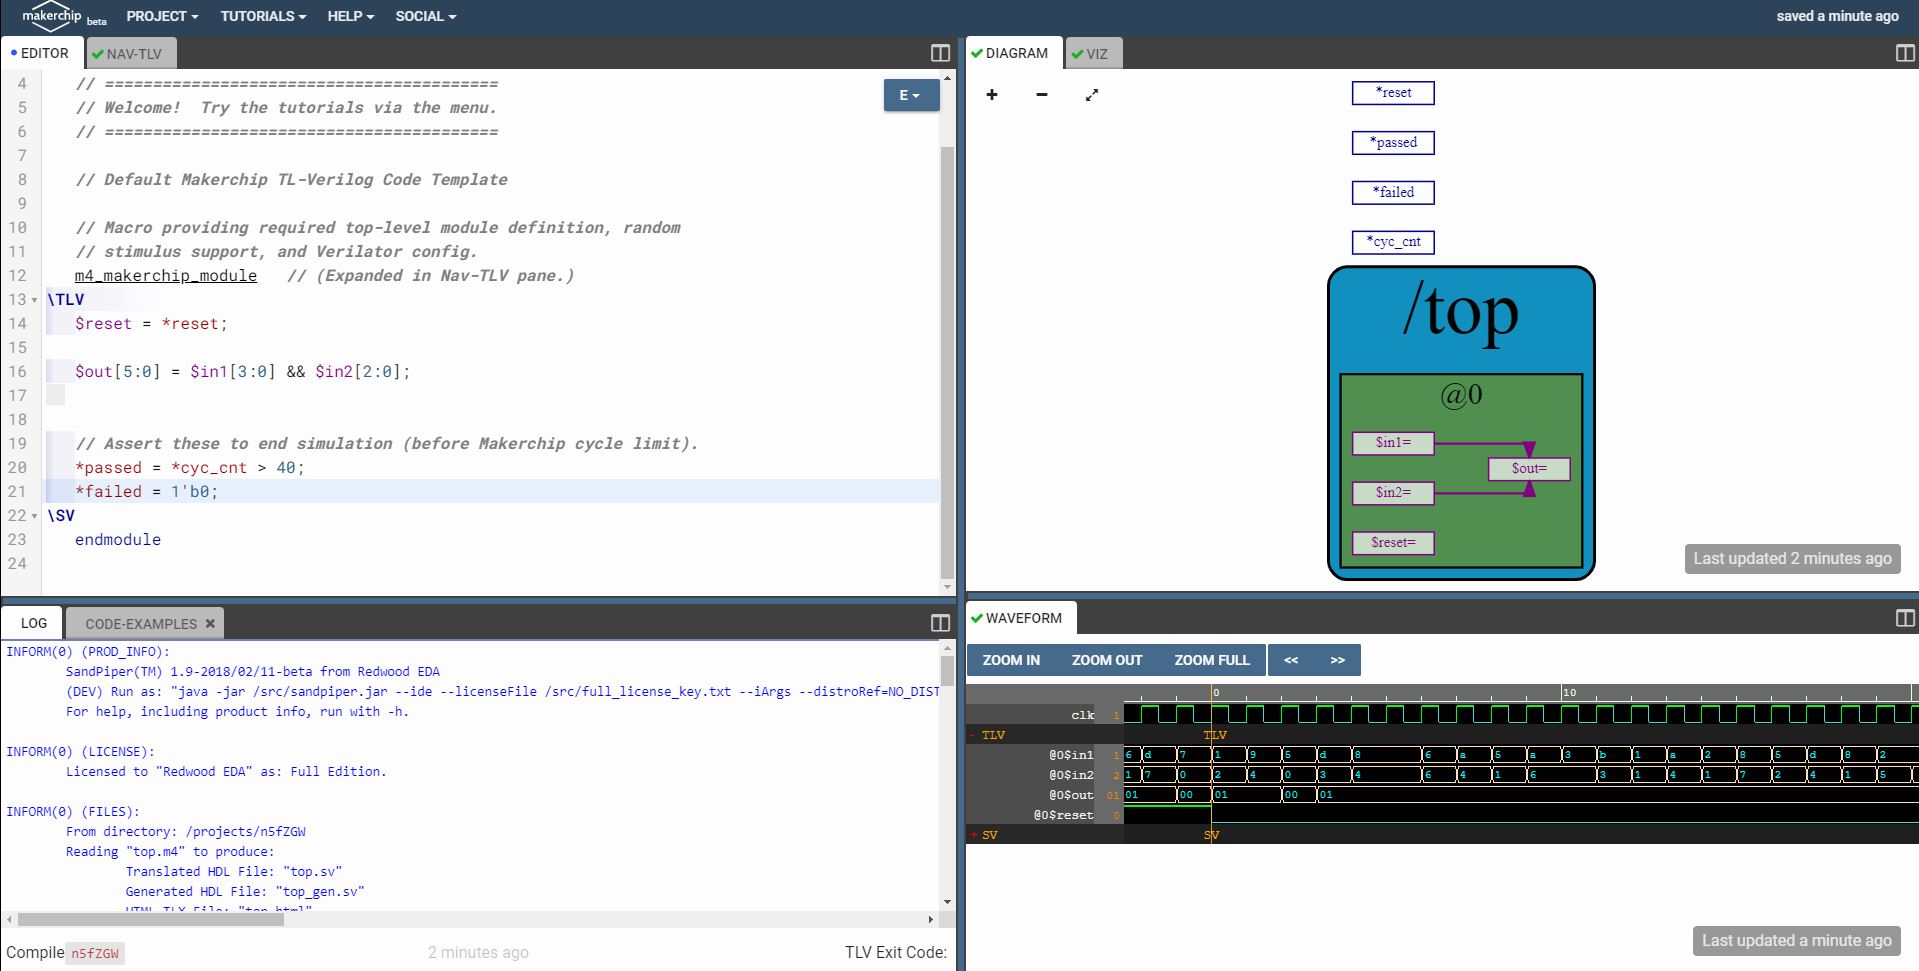 makerchip beta PROJECT TUTORIALS HELP SOCIAL saved a minute ago
EDITOR NAV-TLV
4 // =========================================
5 // Welcome!  Try the tutorials via the menu.
6 // =========================================
7
8 // Default Makerchip TL-Verilog Code Template
9
10 // Macro providing required top-level module definition, random
11 // stimulus support, and Verilator config.
12 m4_makerchip_module   // (Expanded in Nav-TLV pane.)
13 \TLV
14 $reset = *reset;
15
16 $out[5:0] = $in1[3:0] && $in2[2:0];
17
18
19 // Assert these to end simulation (before Makerchip cycle limit).
20 *passed = *cyc_cnt > 40;
21 *failed = 1'b0;
22 \SV
23 endmodule
24
E
DIAGRAM VIZ
+ −
*reset
*passed
*failed
*cyc_cnt
/top
@0
$in1=
$out=
$in2=
$reset=
Last updated 2 minutes ago
LOG CODE-EXAMPLES
INFORM(0) (PROD_INFO):
SandPiper(TM) 1.9-2018/02/11-beta from Redwood EDA
(DEV) Run as: "java -jar /src/sandpiper.jar --ide --licenseFile /src/full_license_key.txt --iArgs --distroRef=NO_DIST
For help, including product info, run with -h.
INFORM(0) (LICENSE):
Licensed to "Redwood EDA" as: Full Edition.
INFORM(0) (FILES):
From directory: /projects/n5fZGW
Reading "top.m4" to produce:
Translated HDL File: "top.sv"
Generated HDL File: "top_gen.sv"
HTML TLX File: "top.html"
Compile n5fZGW 2 minutes ago TLV Exit Code:
WAVEFORM
ZOOM IN ZOOM OUT ZOOM FULL << >>
0 10
clk 1
- TLV TLV
@0$in1 1 6 d 7 1 9 5 d 8 6 a 5 a 3 b 1 a 2 8 5 d 8 2
@0$in2 2 1 7 0 2 4 0 3 4 6 4 1 6 3 1 4 1 7 2 4 1 5
@0$out 01 01 00 01 00 01
@0$reset 0
+ SV SV
Last updated a minute ago